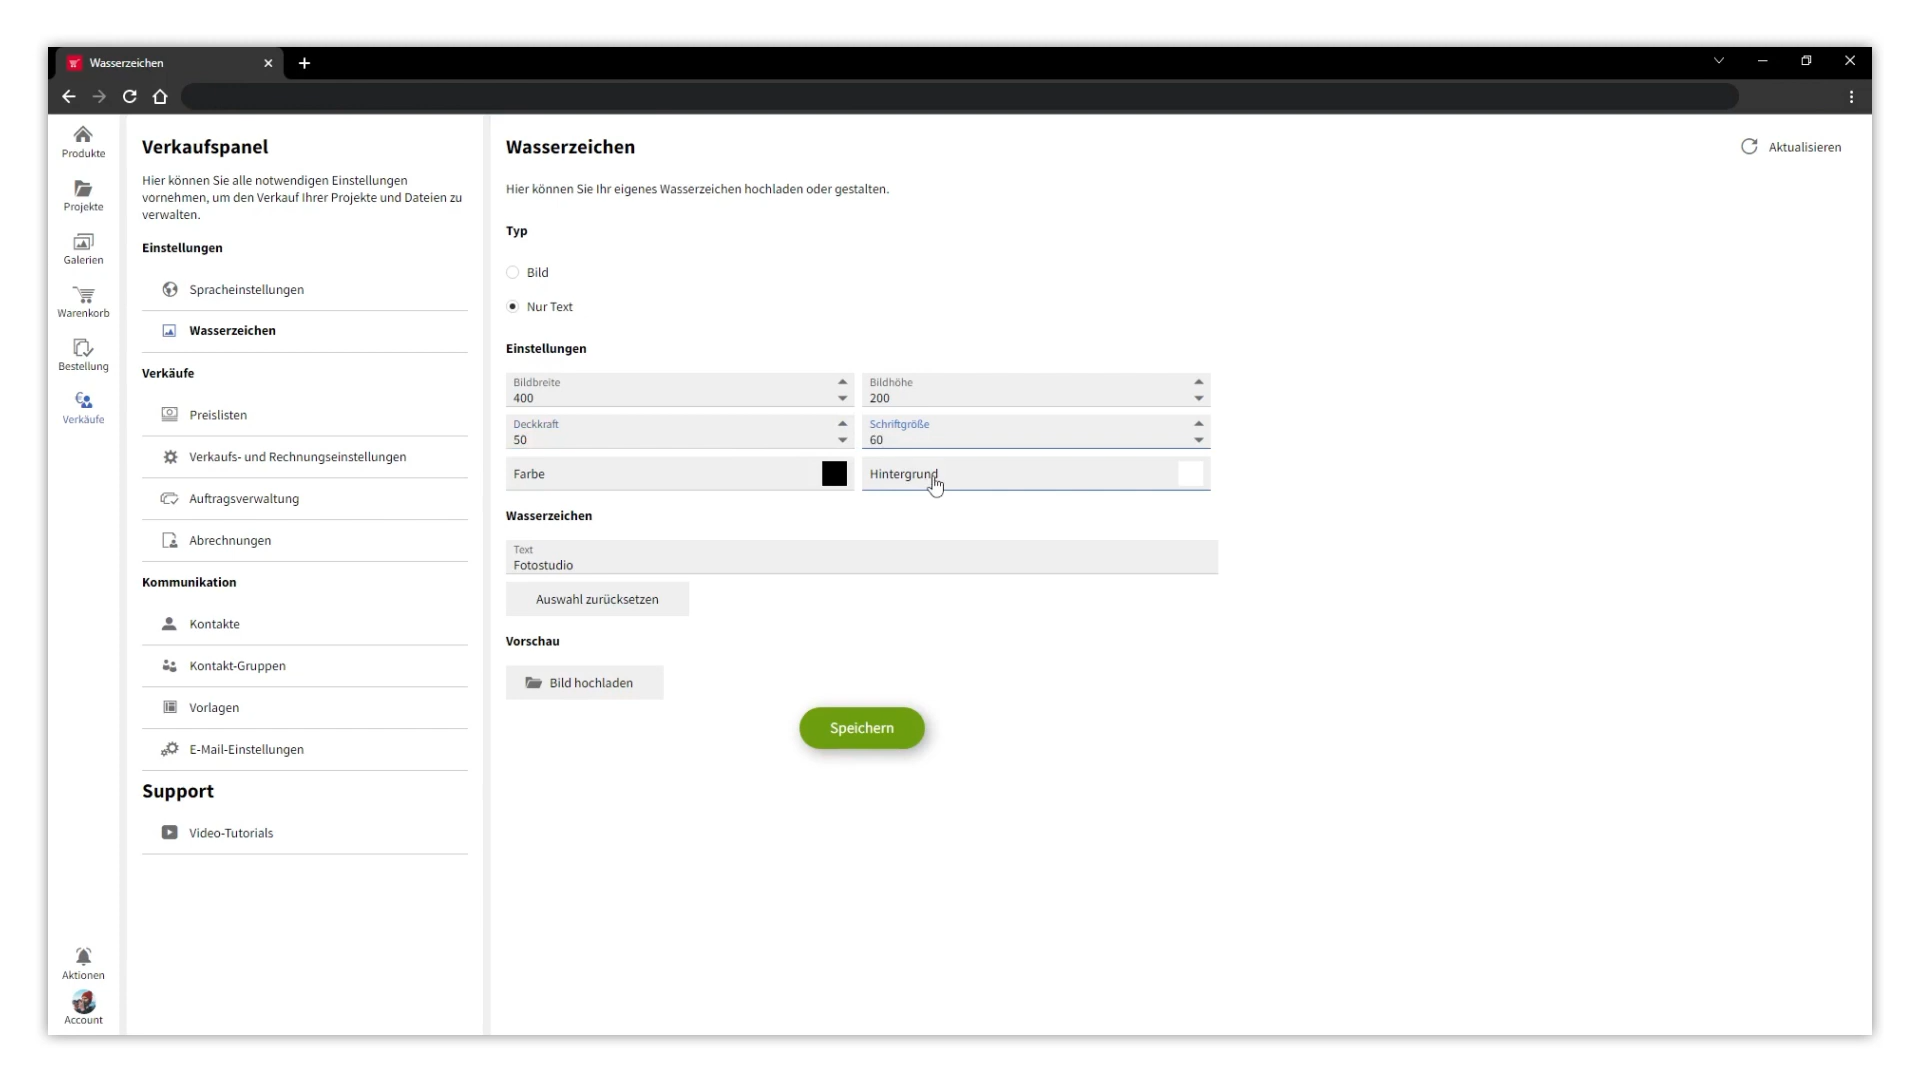 Wasserzeichen
Produkte
Projekte
Galerien
Warenkorb
Bestellung
Verkäufe
Aktionen
Account
Verkaufspanel
Hier können Sie alle notwendigen Einstellungen
vornehmen, um den Verkauf Ihrer Projekte und Dateien zu
verwalten.
Einstellungen
Spracheinstellungen
Wasserzeichen
Verkäufe
Preislisten
Verkaufs- und Rechnungseinstellungen
Auftragsverwaltung
Abrechnungen
Kommunikation
Kontakte
Kontakt-Gruppen
Vorlagen
E-Mail-Einstellungen
Support
Video-Tutorials
Wasserzeichen
Aktualisieren
Hier können Sie Ihr eigenes Wasserzeichen hochladen oder gestalten.
Typ
Bild
Nur Text
Einstellungen
Bildbreite
400
Bildhöhe
200
Deckkraft
50
Schriftgröße
60
Farbe
Hintergrund
Wasserzeichen
Text
Fotostudio
Auswahl zurücksetzen
Vorschau
Bild hochladen
Speichern